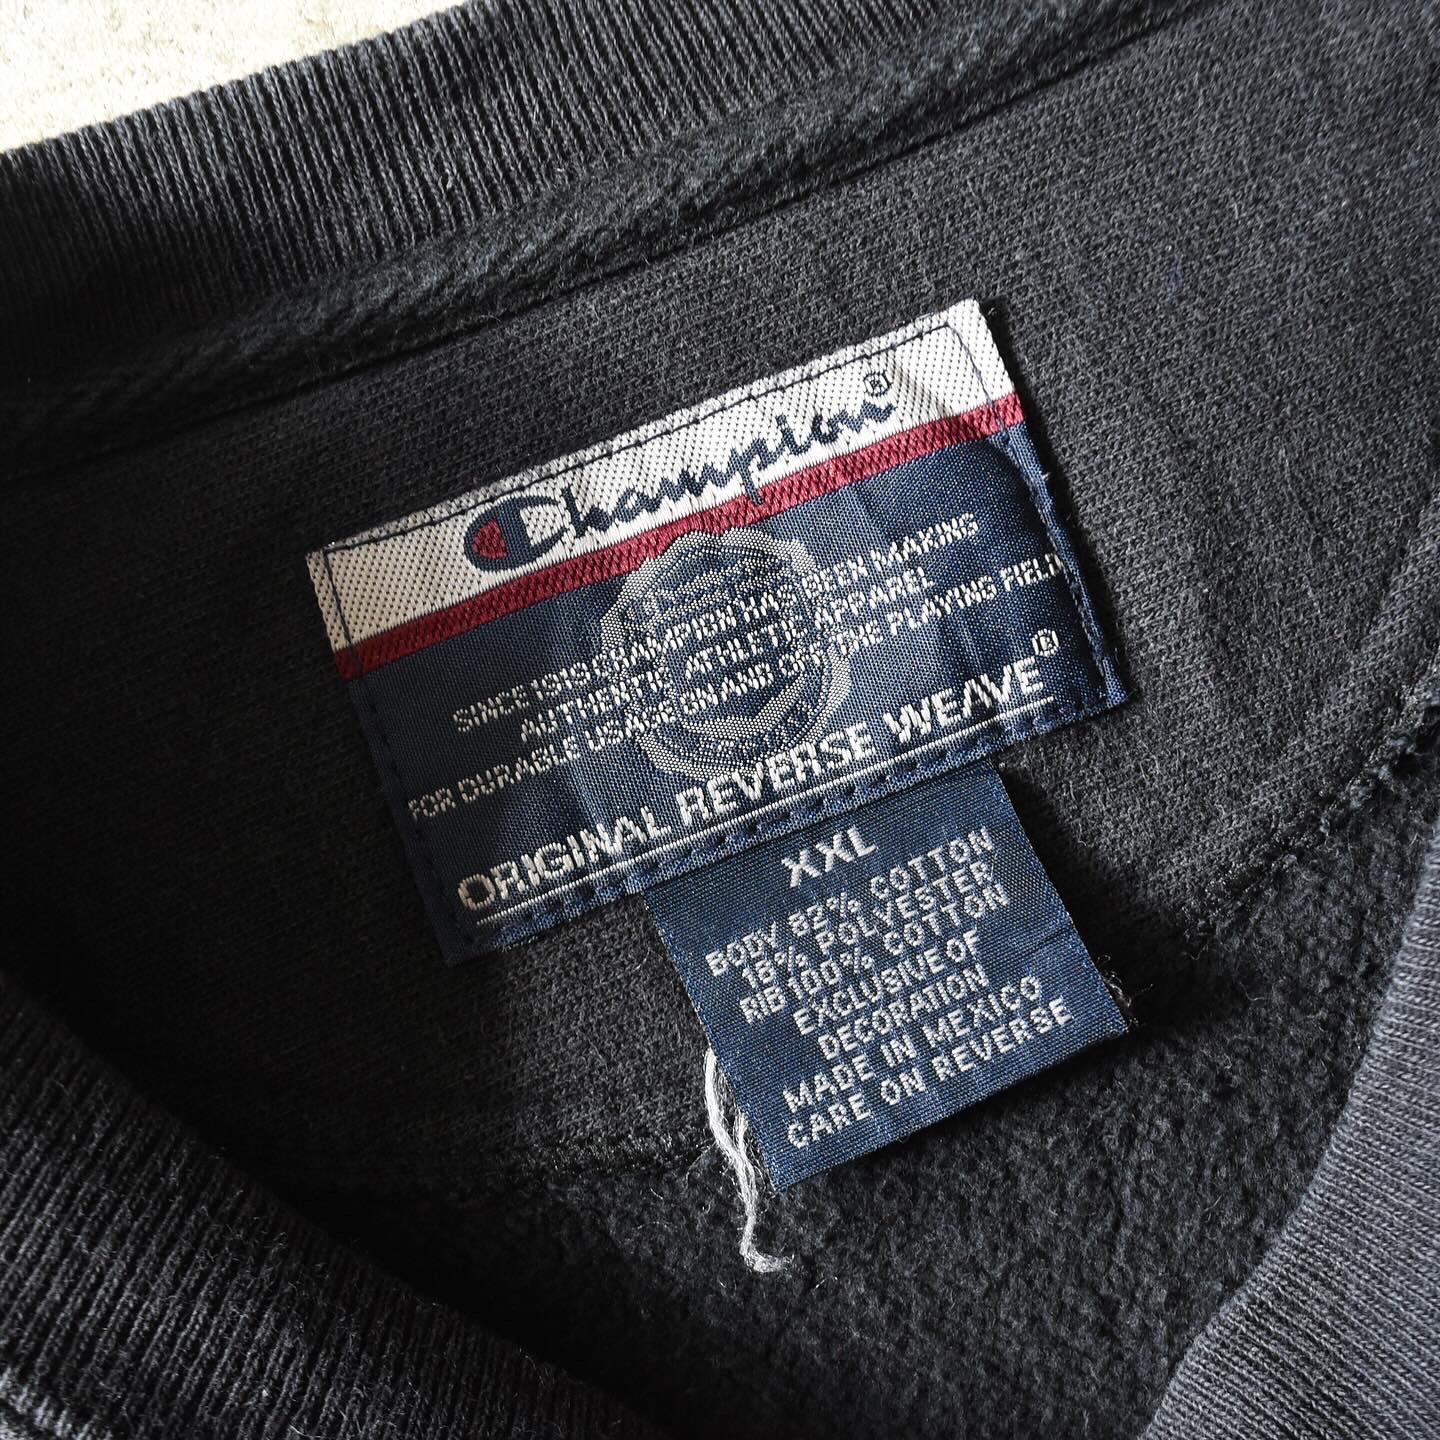 Champion®
SINCE 1919 CHAMPION HAS BEEN MAKING
AUTHENTIC ATHLETIC APPAREL
FOR DURABLE USAGE ON AND OFF THE PLAYING FIELD
ORIGINAL REVERSE WEAVE®
XXL
BODY 82% COTTON
18% POLYESTER
RIB 100% COTTON
EXCLUSIVE OF
DECORATION
MADE IN MEXICO
CARE ON REVERSE